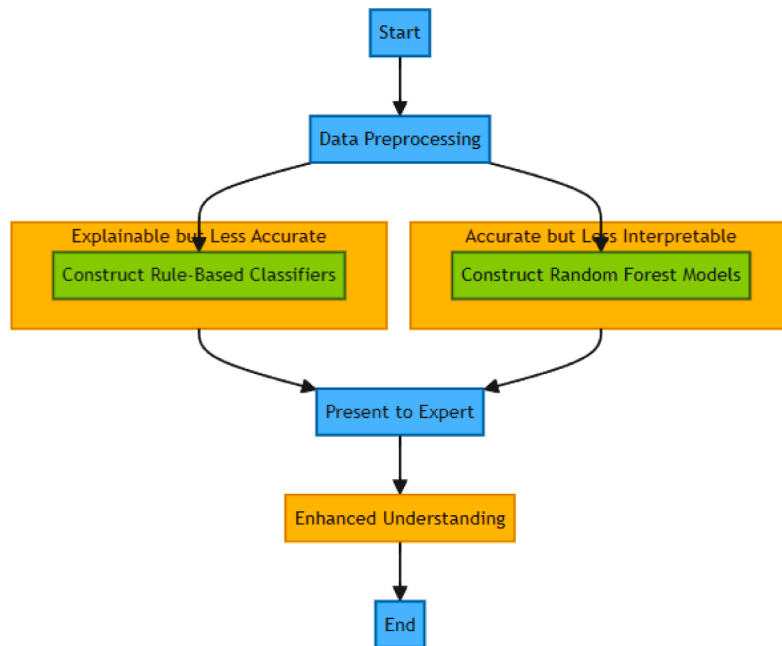 Start
Data Preprocessing
Explainable but Less Accurate
Accurate but Less Interpretable
Construct Rule-Based Classifiers
Construct Random Forest Models
Present to Expert
Enhanced Understanding
End